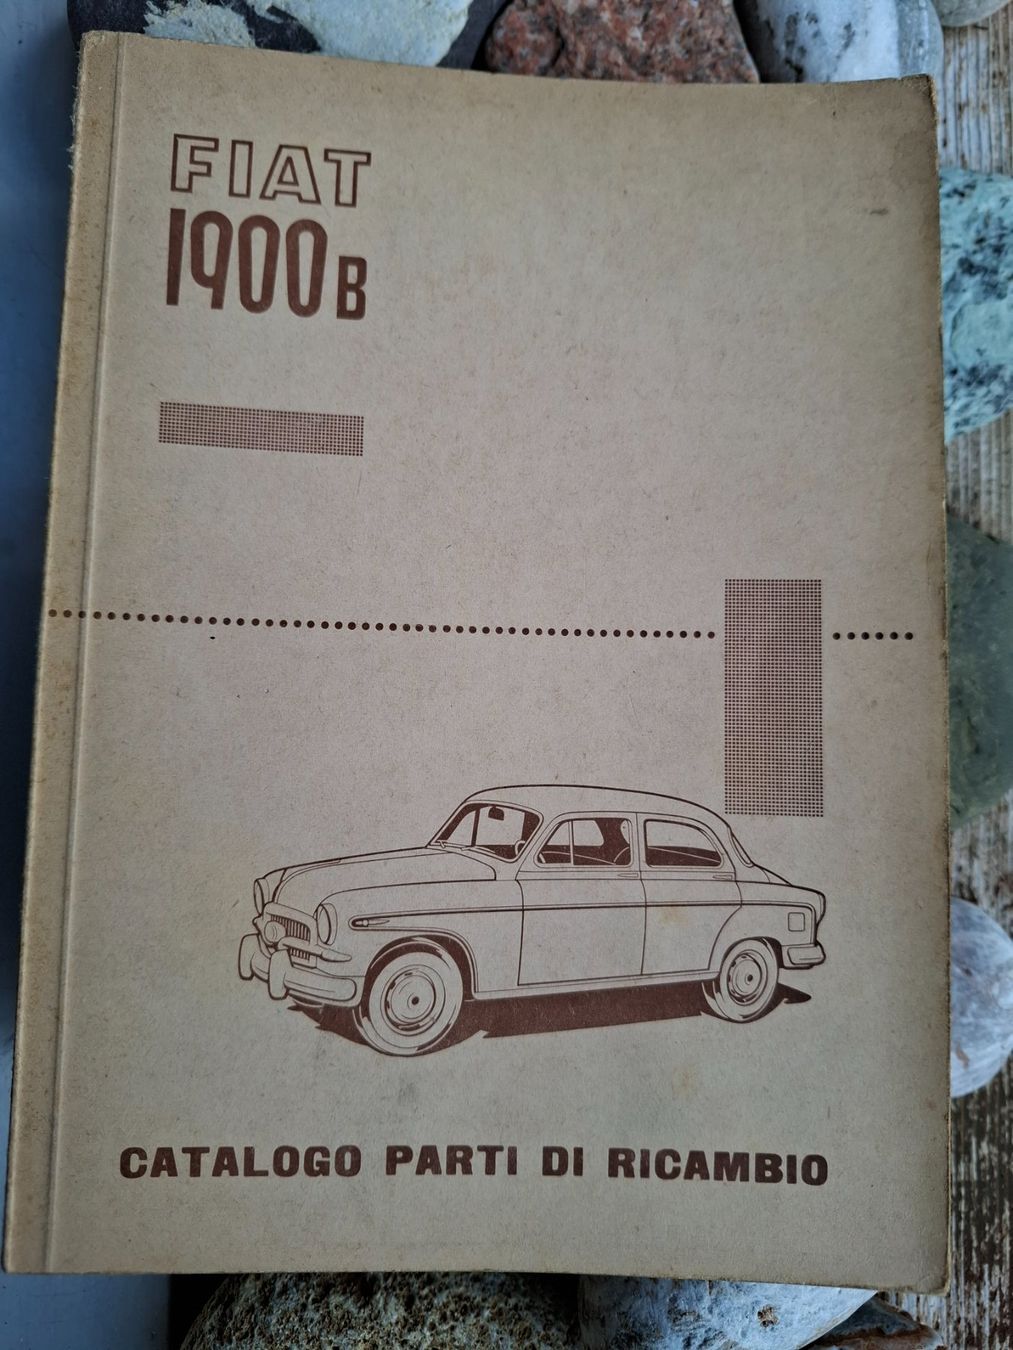 FIAT
1900B
CATALOGO PARTI DI RICAMBIO